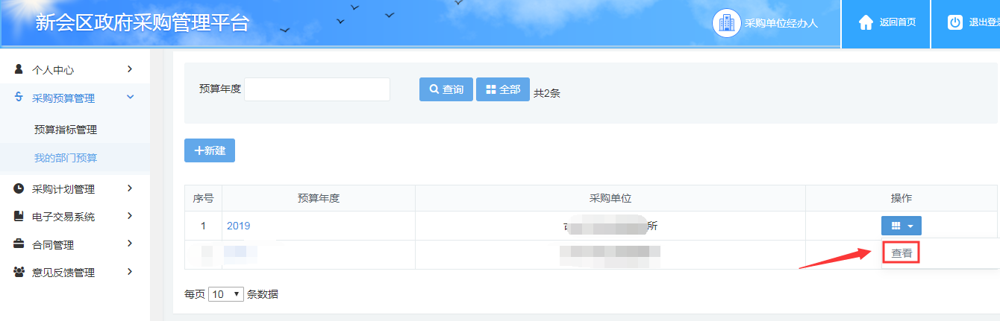 新会区政府采购管理平台
采购单位经办人
返回首页
退出登录
个人中心
采购预算管理
预算指标管理
我的部门预算
采购计划管理
电子交易系统
合同管理
意见反馈管理
预算年度
查询
全部
共2条
新建
序号 预算年度 采购单位 操作
1 2019 所
查看
每页 10 条数据